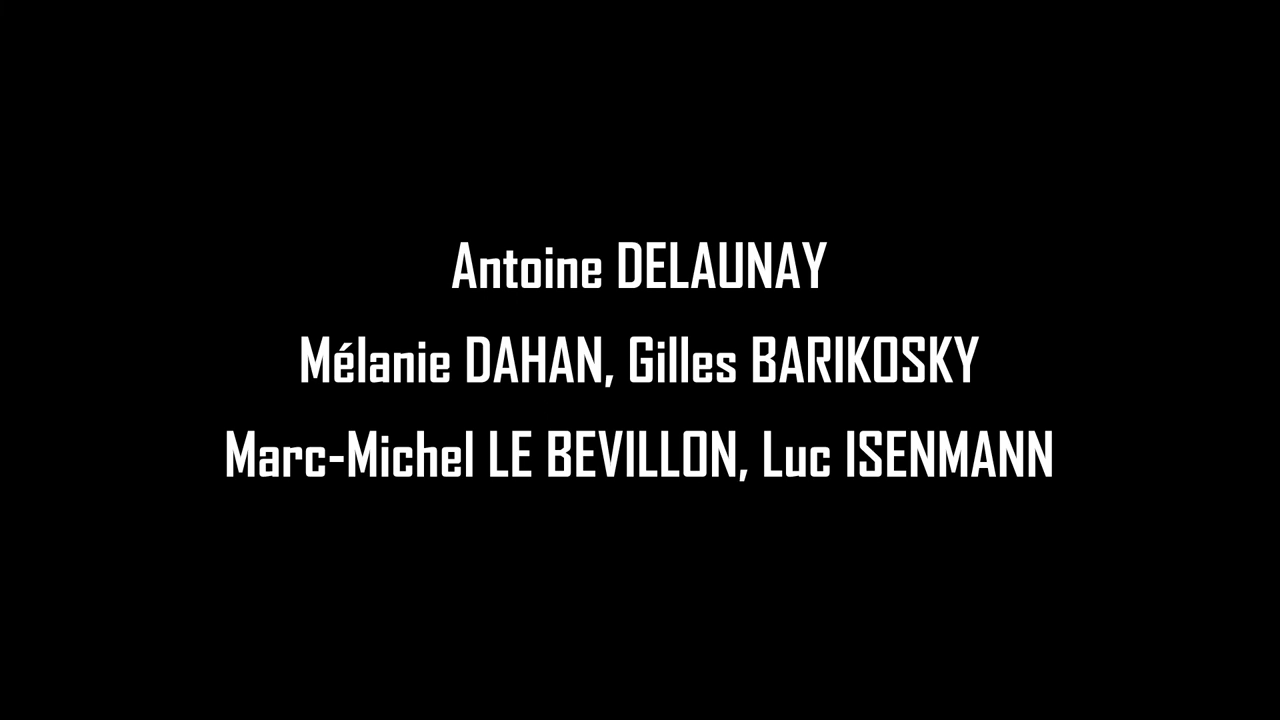 Antoine DELAUNAY
Mélanie DAHAN, Gilles BARIKOSKY
Marc-Michel LE BEVILLON, Luc ISENMANN